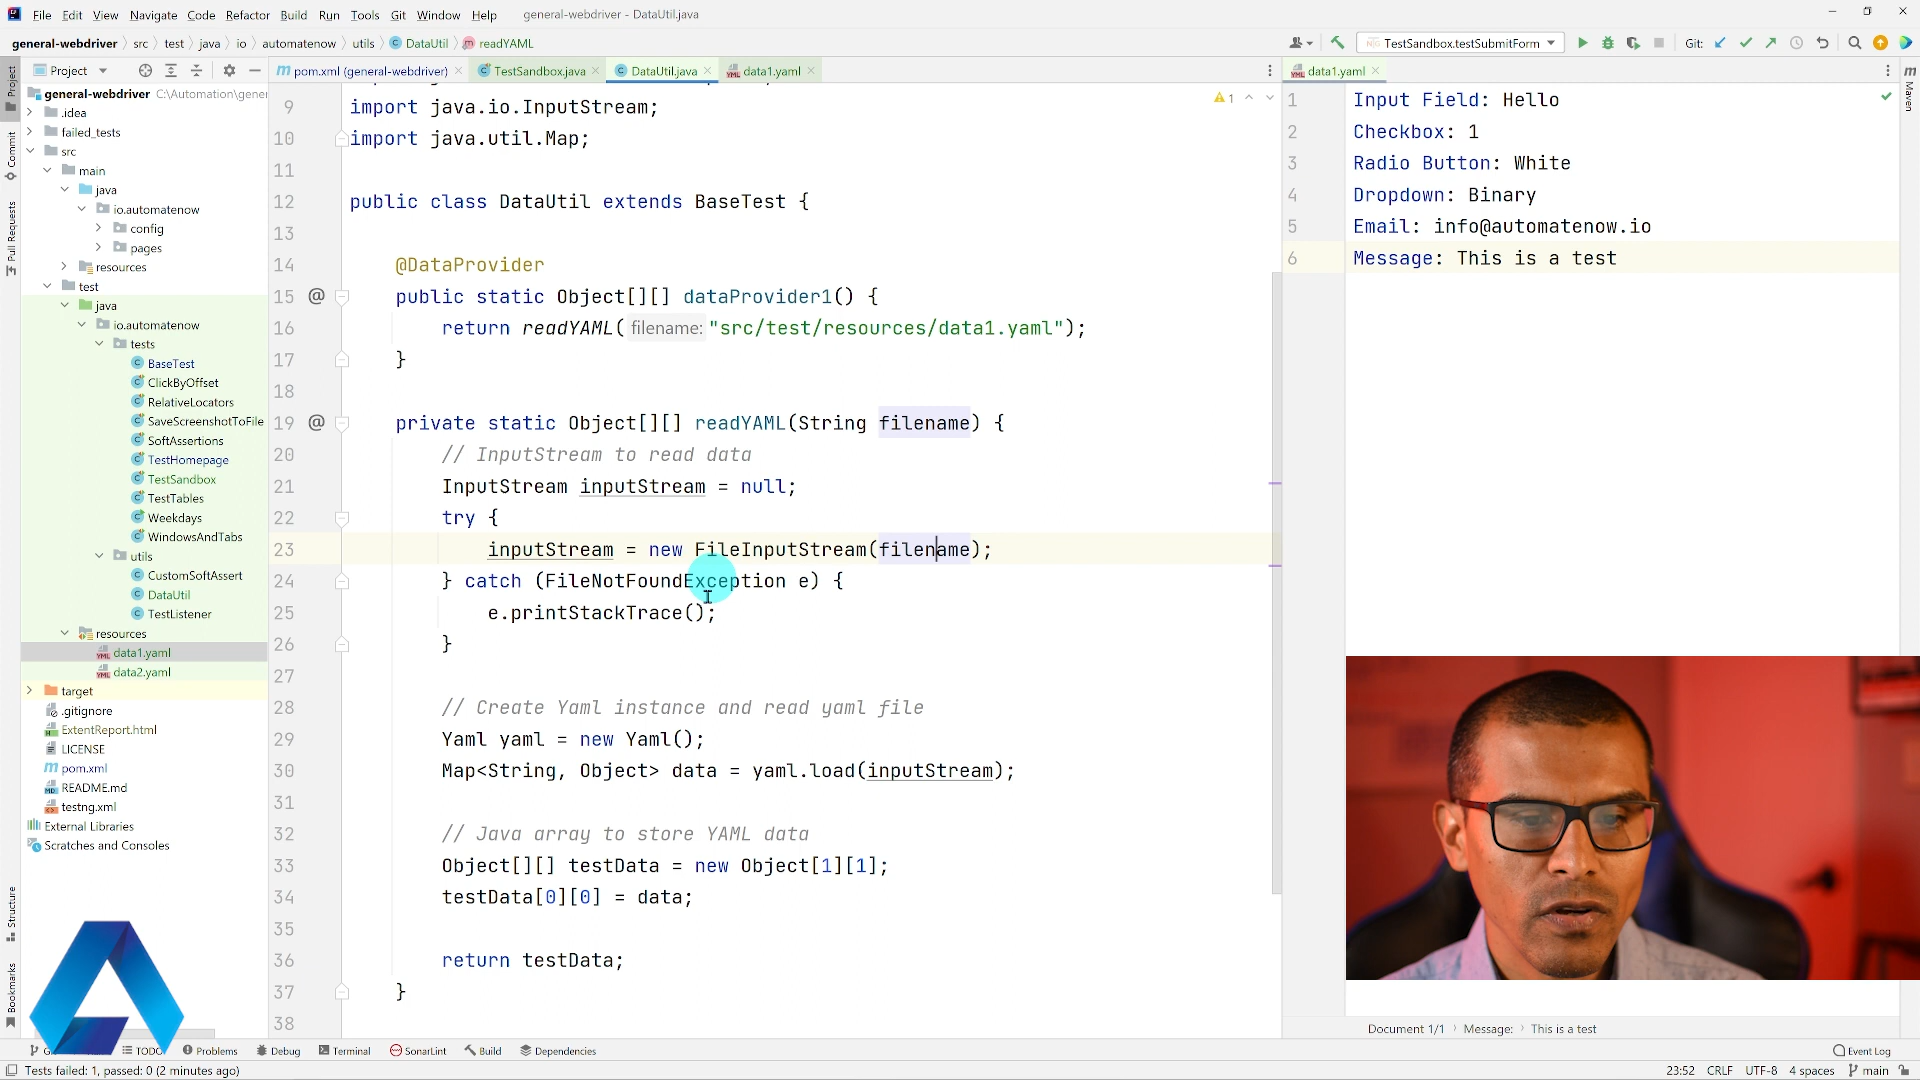 File Edit View Navigate Code Refactor Build Run Tools Git Window Help general-webdriver - DataUtil.java
general-webdriver src test java io automatenow utils DataUtil readYAML TestSandbox.testSubmitForm Git:
Project pom.xml (general-webdriver) TestSandbox.java DataUtil.java data1.yaml data1.yaml
Project
Commit
Pull Requests
Structure
Bookmarks
Maven
general-webdriver C:\Automation\gener
.idea
failed_tests
src
main
java
io.automatenow
config
pages
resources
test
java
io.automatenow
tests
BaseTest
ClickByOffset
RelativeLocators
SaveScreenshotToFile
SoftAssertions
TestHomepage
TestSandbox
TestTables
Weekdays
WindowsAndTabs
utils
CustomSoftAssert
DataUtil
TestListener
resources
data1.yaml
data2.yaml
target
.gitignore
ExtentReport.html
LICENSE
pom.xml
README.md
testng.xml
External Libraries
Scratches and Consoles
1
9 import java.io.InputStream;
10 import java.util.Map;
11
12 public class DataUtil extends BaseTest {
13
14 @DataProvider
15 public static Object[][] dataProvider1() {
16 return readYAML( filename: "src/test/resources/data1.yaml");
17 }
18
19 private static Object[][] readYAML(String filename) {
20 // InputStream to read data
21 InputStream inputStream = null;
22 try {
23 inputStream = new FileInputStream(filename);
24 } catch (FileNotFoundException e) {
25 e.printStackTrace();
26 }
27
28 // Create Yaml instance and read yaml file
29 Yaml yaml = new Yaml();
30 Map<String, Object> data = yaml.load(inputStream);
31
32 // Java array to store YAML data
33 Object[][] testData = new Object[1][1];
34 testData[0][0] = data;
35
36 return testData;
37 }
38
1 Input Field: Hello
2 Checkbox: 1
3 Radio Button: White
4 Dropdown: Binary
5 Email: info@automatenow.io
6 Message: This is a test
Document 1/1 Message: This is a test
TODO Problems Debug Terminal SonarLint Build Dependencies Event Log
Tests failed: 1, passed: 0 (2 minutes ago) 23:52 CRLF UTF-8 4 spaces main